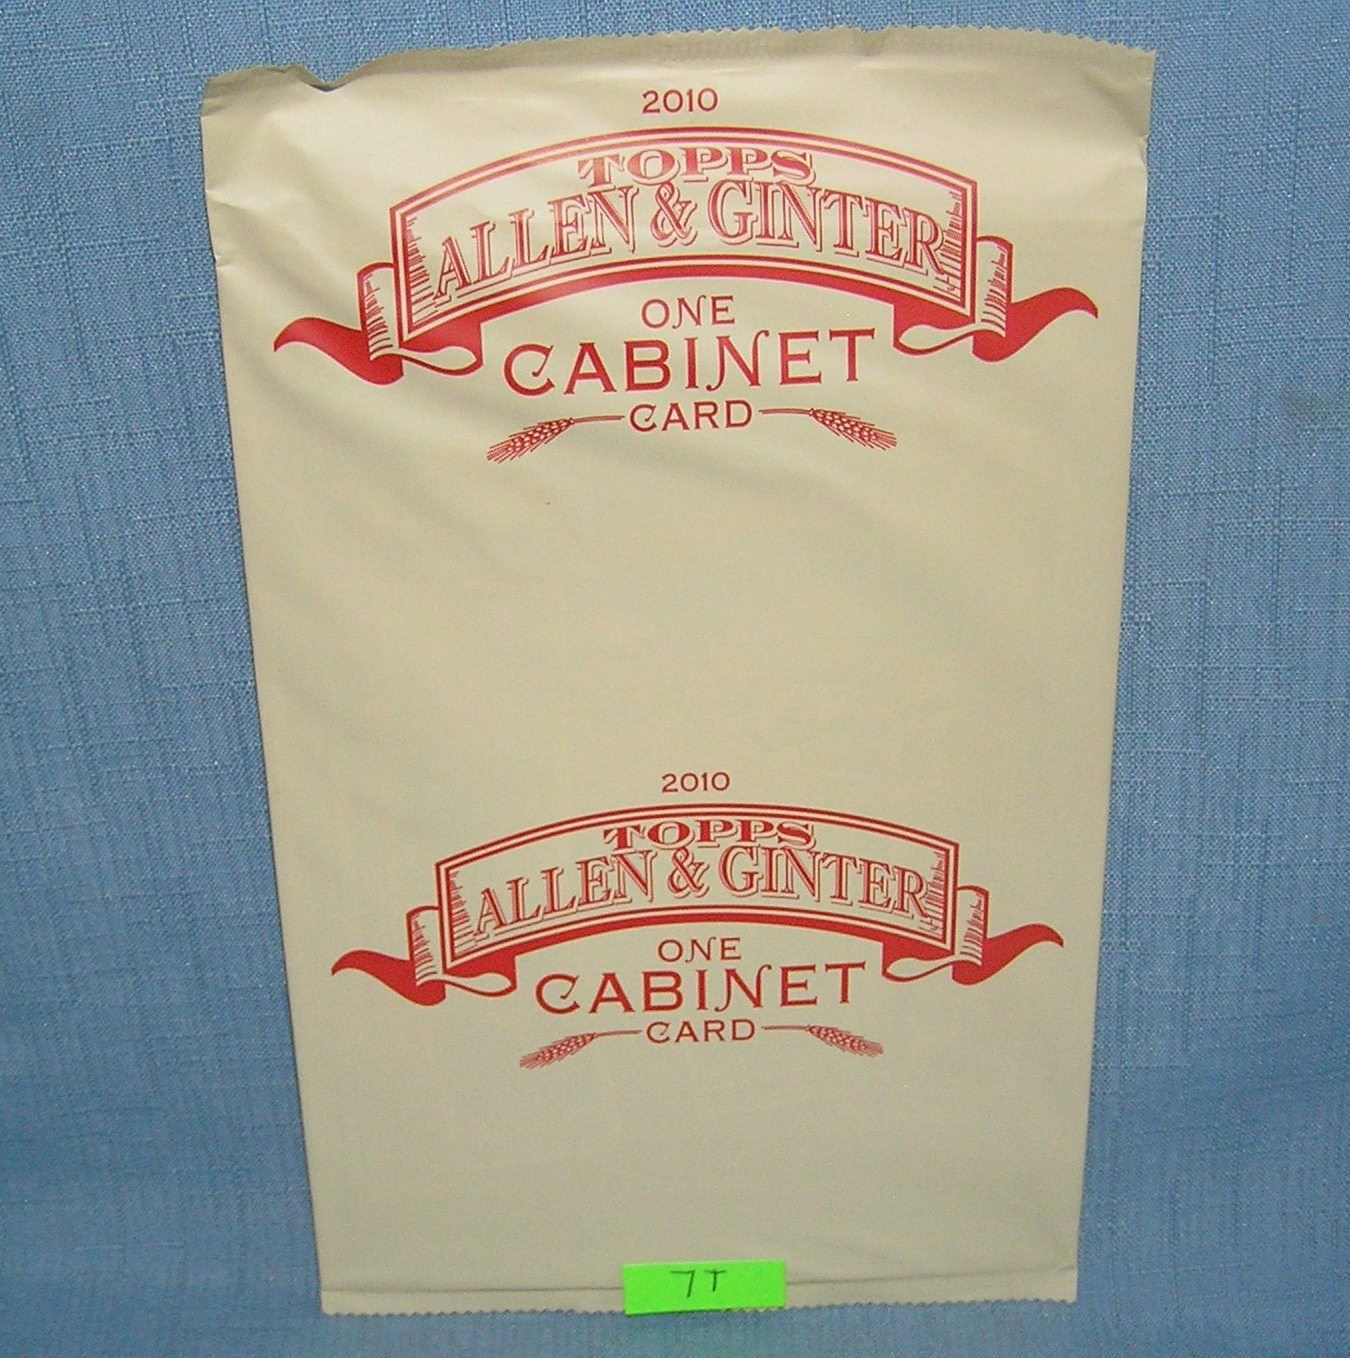 2010
TOPPS
ALLEN & GINTER
ONE
CABINET
CARD
2010
TOPPS
ALLEN & GINTER
ONE
CABINET
CARD
7T